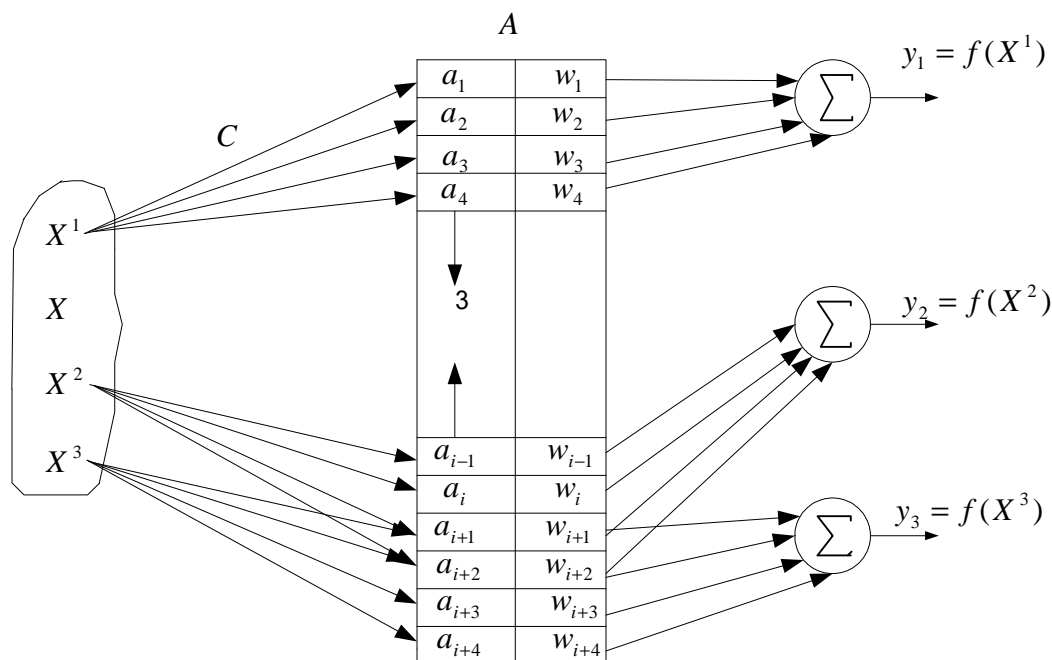 A
y₁ = f(X¹)
a₁ w₁
a₂ w₂
C
a₃ w₃
a₄ w₄
∑
X¹
X
3
y₂ = f(X²)
∑
X²
X³
aᵢ₋₁ wᵢ₋₁
aᵢ wᵢ
aᵢ₊₁ wᵢ₊₁
aᵢ₊₂ wᵢ₊₂
aᵢ₊₃ wᵢ₊₃
aᵢ₊₄ wᵢ₊₄
y₃ = f(X³)
∑